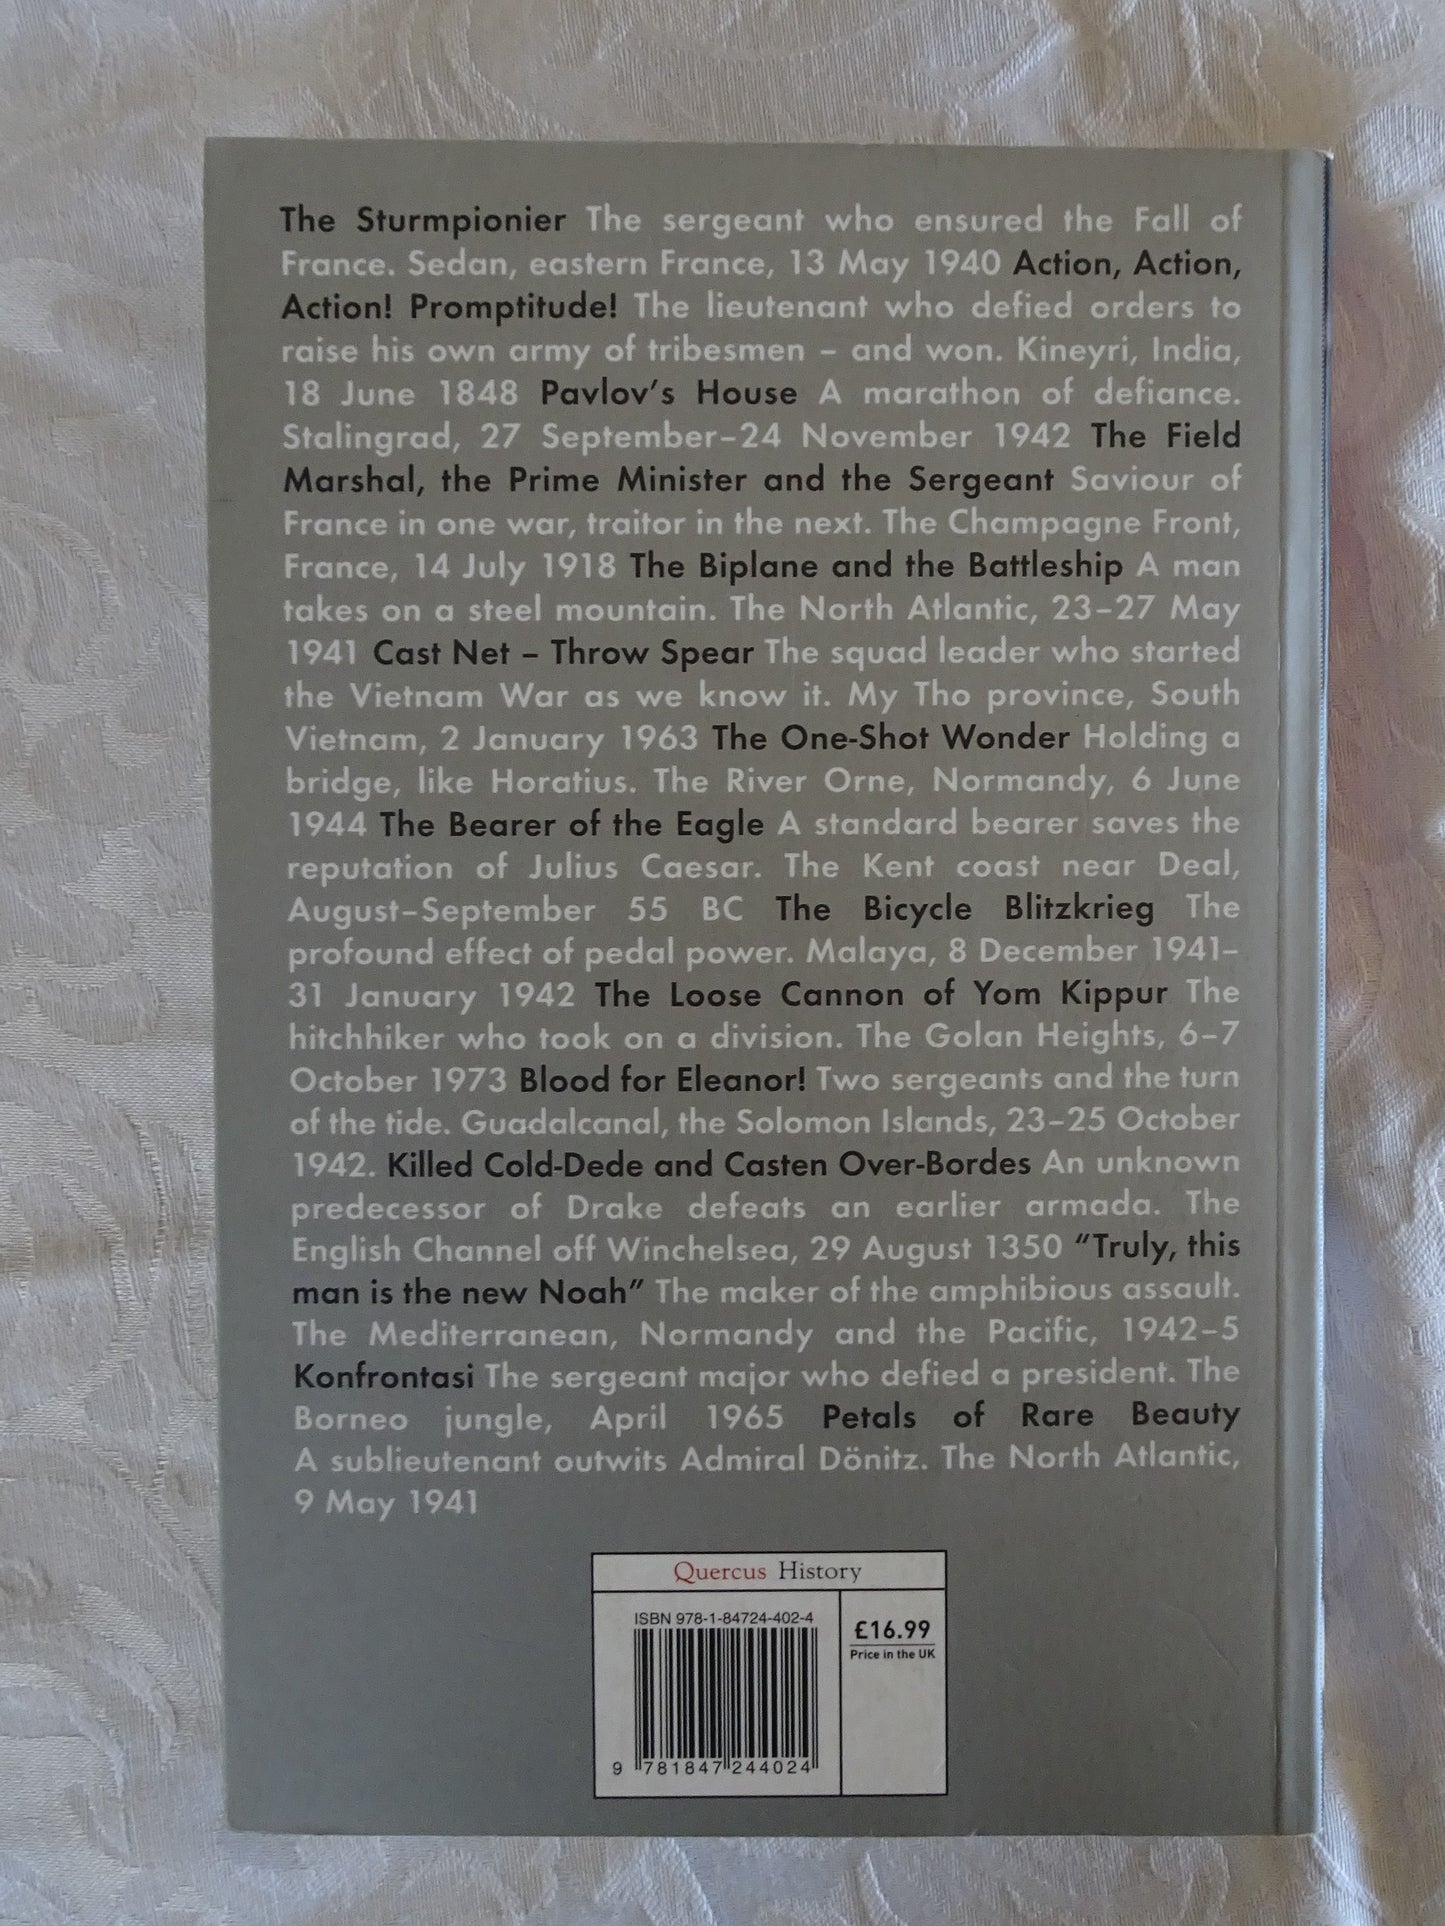 The Sturmpionier The sergeant who ensured the Fall of
France. Sedan, eastern France, 13 May 1940 Action, Action,
Action! Promptitude! The lieutenant who defied orders to
raise his own army of tribesmen – and won. Kineyri, India,
18 June 1848 Pavlov's House A marathon of defiance.
Stalingrad, 27 September–24 November 1942 The Field
Marshal, the Prime Minister and the Sergeant Saviour of
France in one war, traitor in the next. The Champagne Front,
France, 14 July 1918 The Biplane and the Battleship A man
takes on a steel mountain. The North Atlantic, 23–27 May
1941 Cast Net – Throw Spear The squad leader who started
the Vietnam War as we know it. My Tho province, South
Vietnam, 2 January 1963 The One-Shot Wonder Holding a
bridge, like Horatius. The River Orne, Normandy, 6 June
1944 The Bearer of the Eagle A standard bearer saves the
reputation of Julius Caesar. The Kent coast near Deal,
August–September 55 BC The Bicycle Blitzkrieg The
profound effect of pedal power. Malaya, 8 December 1941–
31 January 1942 The Loose Cannon of Yom Kippur The
hitchhiker who took on a division. The Golan Heights, 6–7
October 1973 Blood for Eleanor! Two sergeants and the turn
of the tide. Guadalcanal, the Solomon Islands, 23–25 October
1942. Killed Cold-Dede and Casten Over-Bordes An unknown
predecessor of Drake defeats an earlier armada. The
English Channel off Winchelsea, 29 August 1350 "Truly, this
man is the new Noah" The maker of the amphibious assault.
The Mediterranean, Normandy and the Pacific, 1942–5
Konfrontasi The sergeant major who defied a president. The
Borneo jungle, April 1965 Petals of Rare Beauty
A sublieutenant outwits Admiral Dönitz. The North Atlantic,
9 May 1941
Quercus History
ISBN 978-1-84724-402-4
£16.99
Price in the UK
9 781847 244024